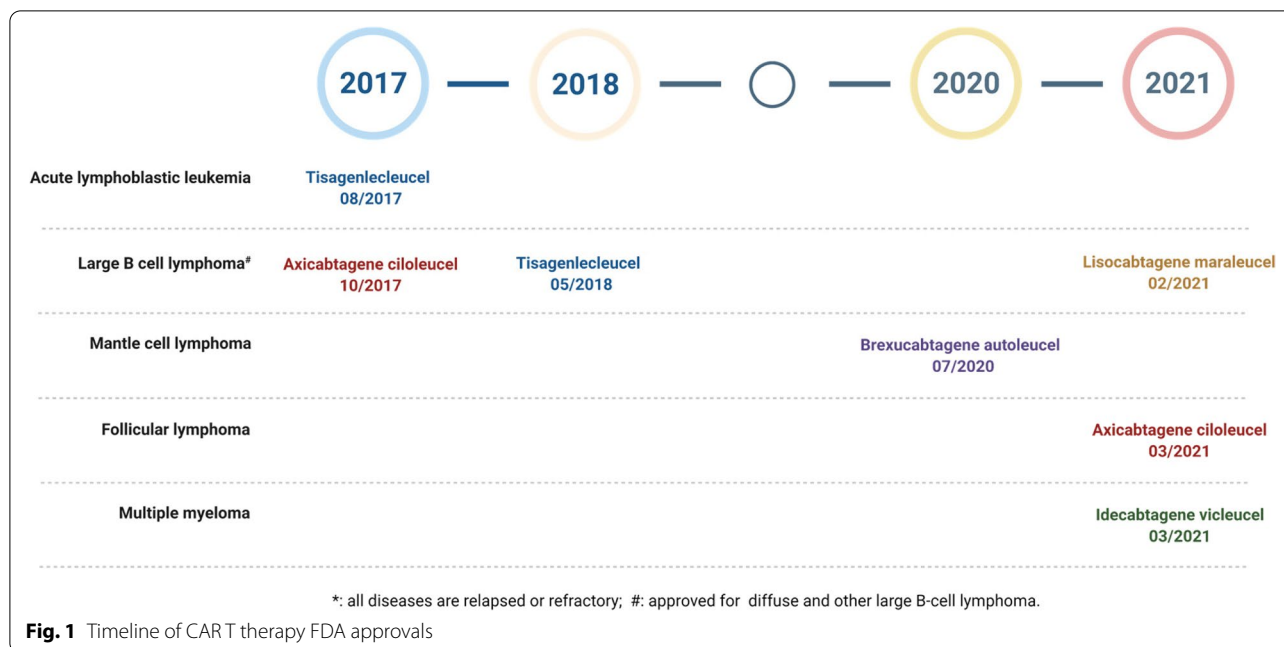 2017 2018 2020 2021
Acute lymphoblastic leukemia Tisagenlecleucel
08/2017
Large B cell lymphoma# Axicabtagene ciloleucel Tisagenlecleucel Lisocabtagene maraleucel
10/2017 05/2018 02/2021
Mantle cell lymphoma Brexucabtagene autoleucel
07/2020
Follicular lymphoma Axicabtagene ciloleucel
03/2021
Multiple myeloma Idecabtagene vicleucel
03/2021
*: all diseases are relapsed or refractory; #: approved for diffuse and other large B-cell lymphoma.
Fig. 1 Timeline of CAR T therapy FDA approvals